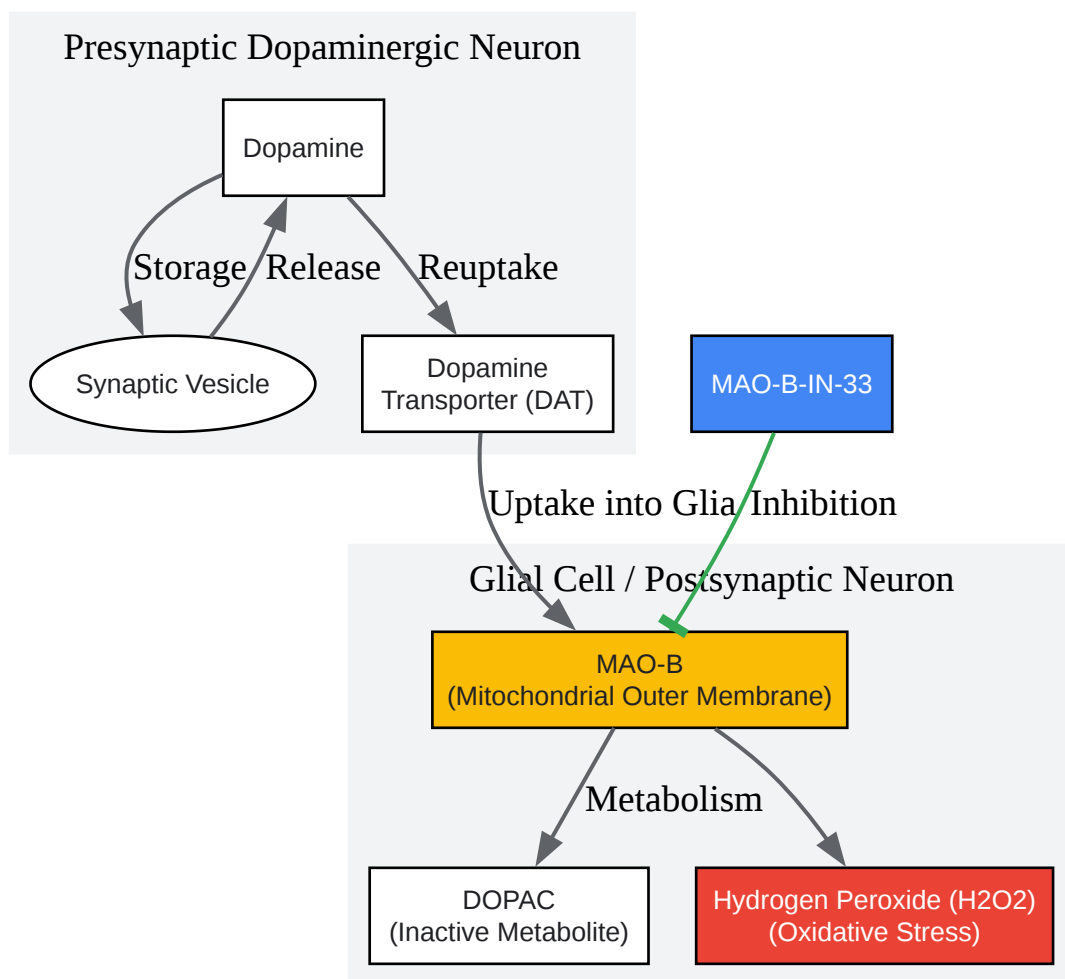 Presynaptic Dopaminergic Neuron
Dopamine
Storage
Release
Reuptake
Synaptic Vesicle
Dopamine
Transporter (DAT)
MAO-B-IN-33
Uptake into Glia
Inhibition
Glial Cell / Postsynaptic Neuron
MAO-B
(Mitochondrial Outer Membrane)
Metabolism
DOPAC
(Inactive Metabolite)
Hydrogen Peroxide (H2O2)
(Oxidative Stress)